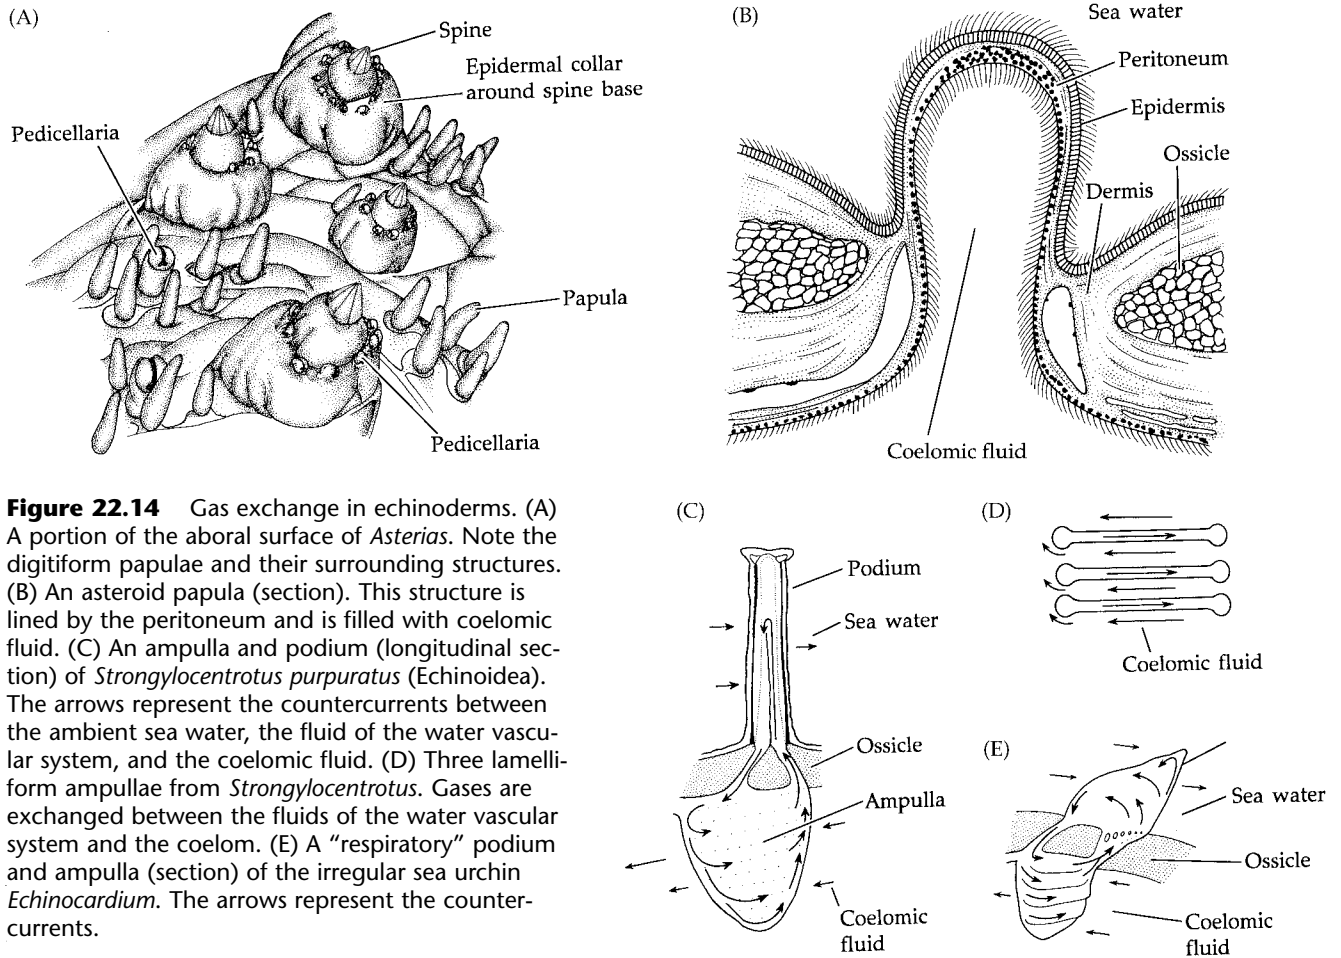 (A)
Spine
Epidermal collar
around spine base
Pedicellaria
Papula
Pedicellaria
(B)
Sea water
Peritoneum
Epidermis
Ossicle
Dermis
Coelomic fluid
Figure 22.14 Gas exchange in echinoderms. (A)
A portion of the aboral surface of Asterias. Note the
digitiform papulae and their surrounding structures.
(B) An asteroid papula (section). This structure is
lined by the peritoneum and is filled with coelomic
fluid. (C) An ampulla and podium (longitudinal sec-
tion) of Strongylocentrotus purpuratus (Echinoidea).
The arrows represent the countercurrents between
the ambient sea water, the fluid of the water vascu-
lar system, and the coelomic fluid. (D) Three lamelli-
form ampullae from Strongylocentrotus. Gases are
exchanged between the fluids of the water vascular
system and the coelom. (E) A “respiratory” podium
and ampulla (section) of the irregular sea urchin
Echinocardium. The arrows represent the counter-
currents.
(C)
Podium
Sea water
Ossicle
Ampulla
Coelomic
fluid
(D)
Coelomic fluid
(E)
Sea water
Ossicle
Coelomic
fluid